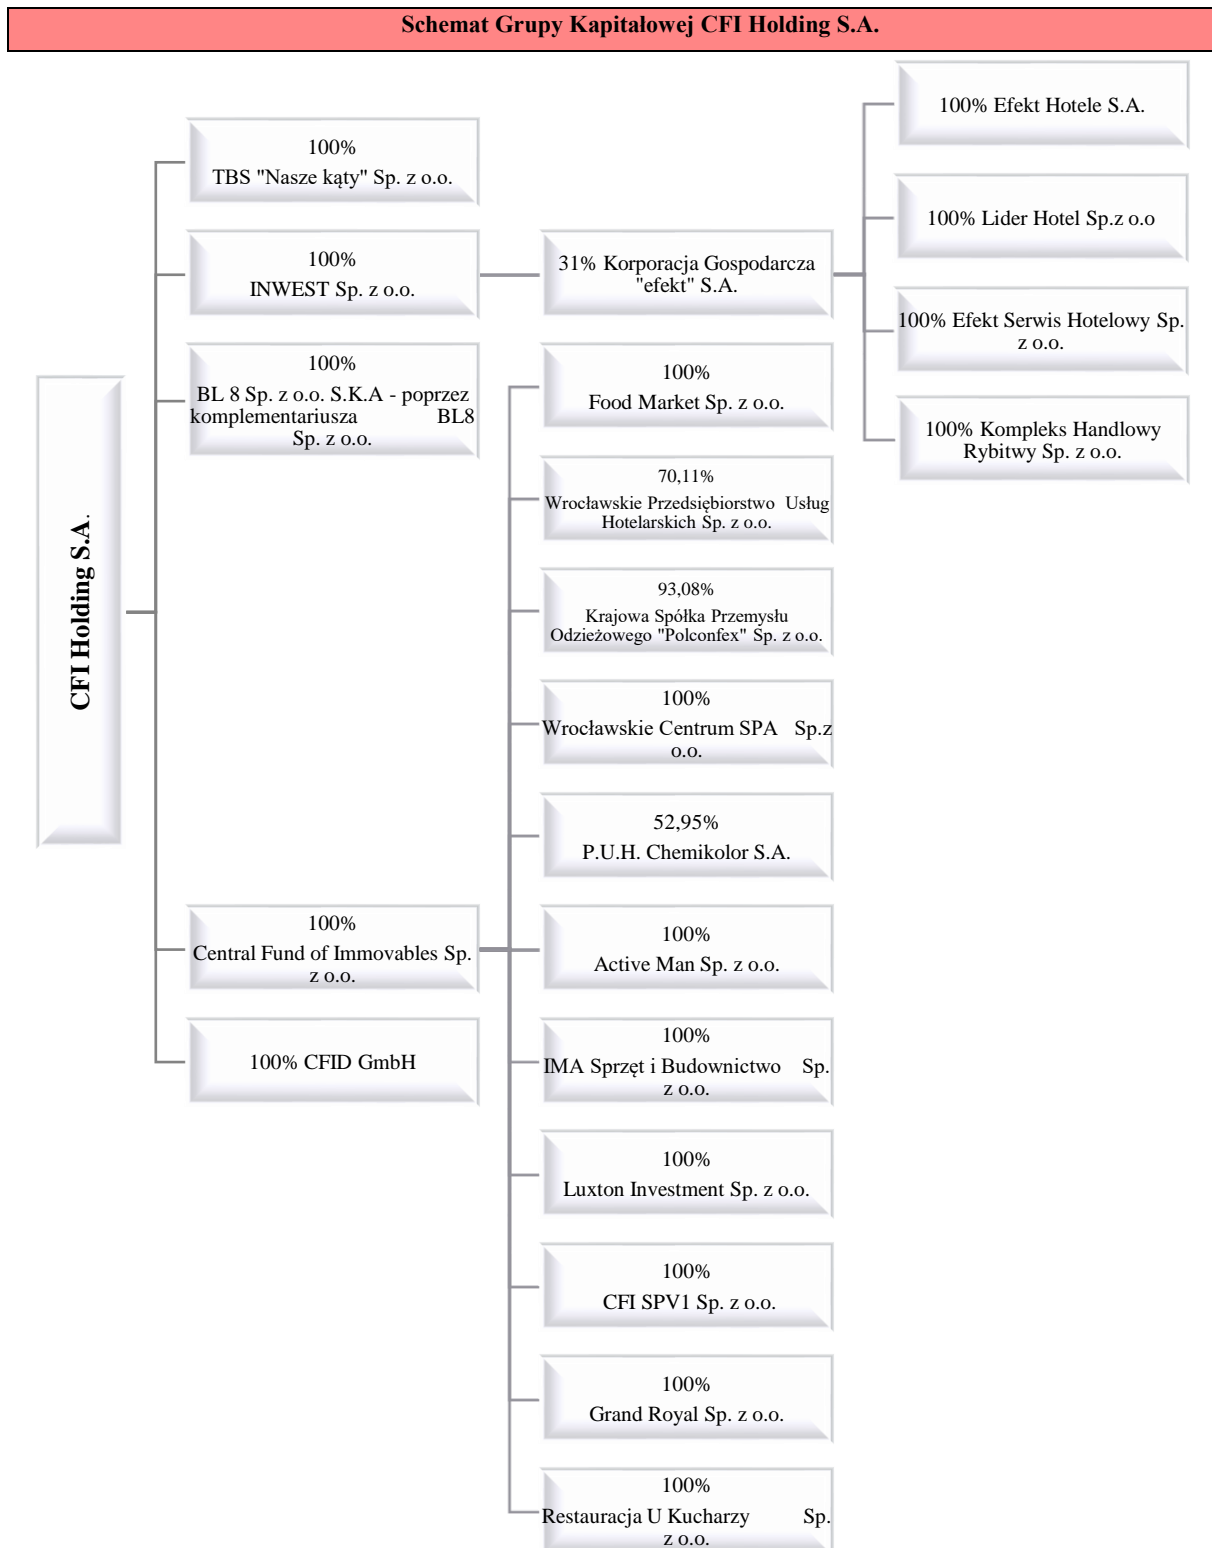 Schemat Grupy Kapitałowej CFI Holding S.A.
CFI Holding S.A.
100%
TBS "Nasze kąty" Sp. z o.o.
100%
INWEST Sp. z o.o.
100%
BL 8 Sp. z o.o. S.K.A - poprzez
komplementariusza BL8
Sp. z o.o.
100%
Central Fund of Immovables Sp.
z o.o.
100% CFID GmbH
31% Korporacja Gospodarcza
"efekt" S.A.
100%
Food Market Sp. z o.o.
70,11%
Wrocławskie Przedsiębiorstwo Usług
Hotelarskich Sp. z o.o.
93,08%
Krajowa Spółka Przemysłu
Odzieżowego "Polconfex" Sp. z o.o.
100%
Wrocławskie Centrum SPA Sp.z
o.o.
52,95%
P.U.H. Chemikolor S.A.
100%
Active Man Sp. z o.o.
100%
IMA Sprzęt i Budownictwo Sp.
z o.o.
100%
Luxton Investment Sp. z o.o.
100%
CFI SPV1 Sp. z o.o.
100%
Grand Royal Sp. z o.o.
100%
Restauracja U Kucharzy Sp.
z o.o.
100% Efekt Hotele S.A.
100% Lider Hotel Sp.z o.o
100% Efekt Serwis Hotelowy Sp.
z o.o.
100% Kompleks Handlowy
Rybitwy Sp. z o.o.